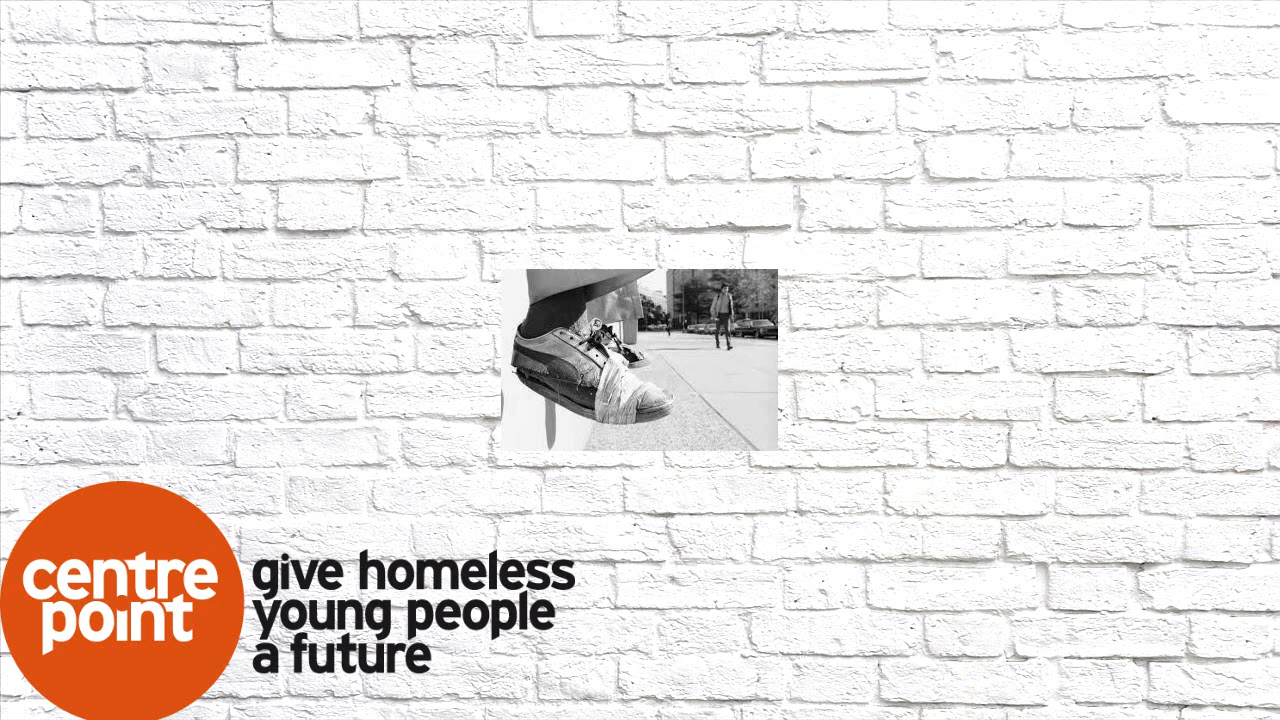 centre
point
give homeless
young people
a future